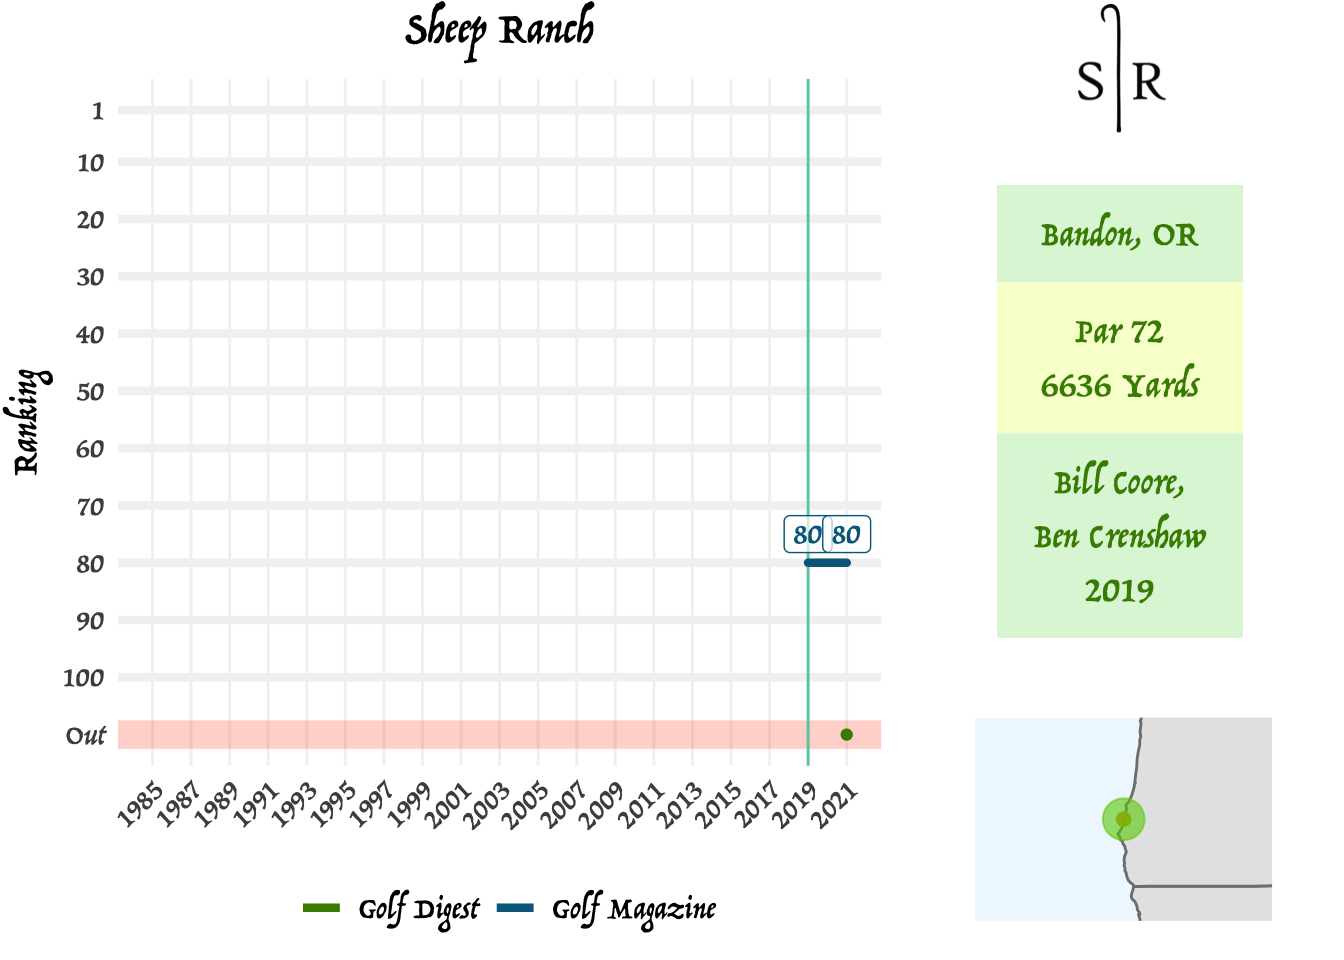 Sheep Ranch
S R
Ranking
1
10
20
30
40
50
60
70
80
90
100
Out
80 80
1985 1987 1989 1991 1993 1995 1997 1999 2001 2003 2005 2007 2009 2011 2013 2015 2017 2019 2021
Golf Digest Golf Magazine
Bandon, OR
Par 72
6636 Yards
Bill Coore,
Ben Crenshaw
2019